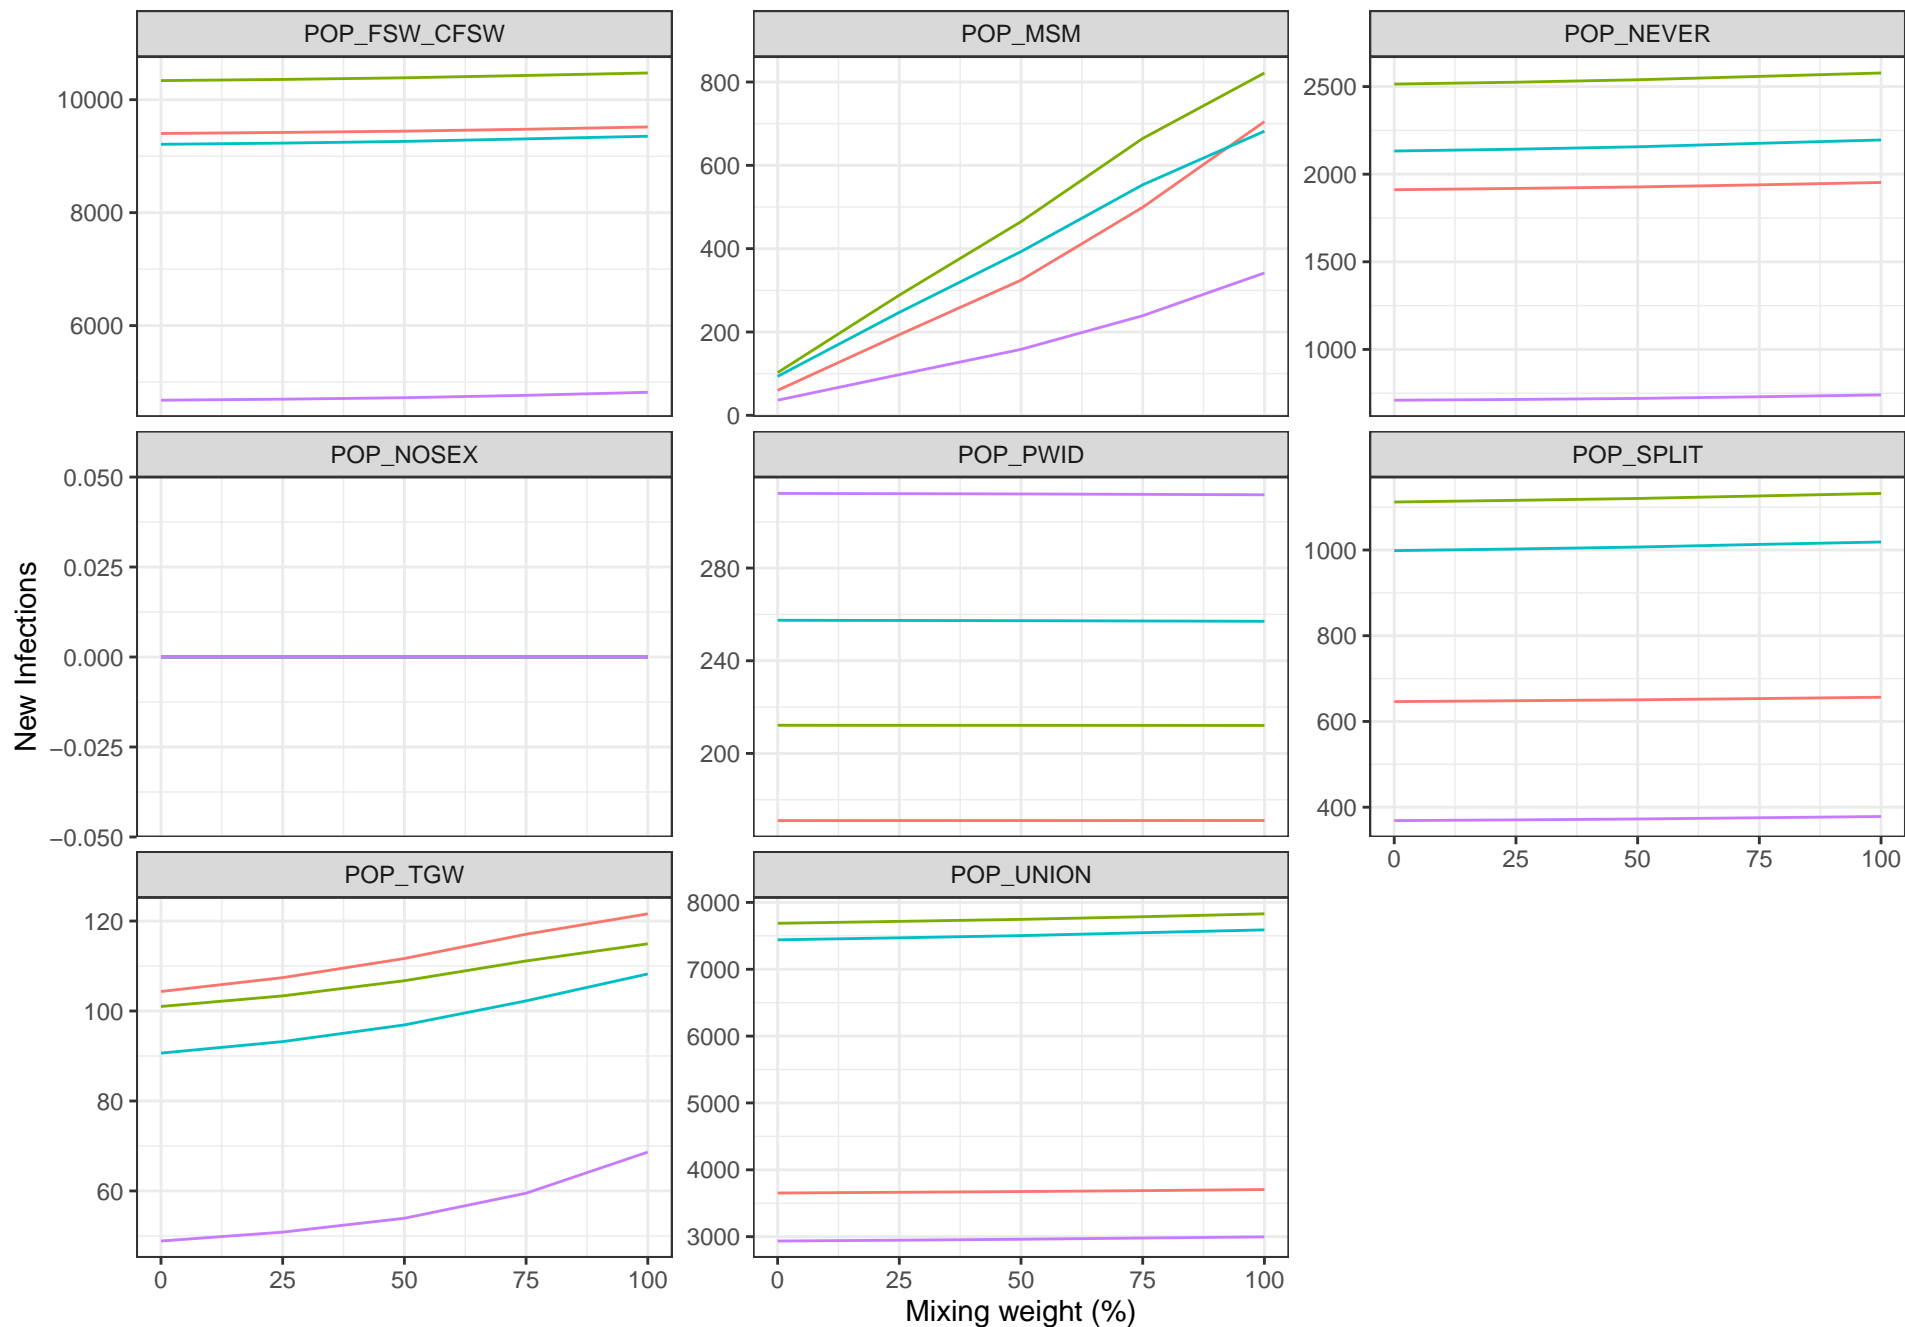 POP_FSW_CFSW
POP_MSM
POP_NEVER
10000
8000
6000
800
600
400
200
0
2500
2000
1500
1000
POP_NOSEX
POP_PWID
POP_SPLIT
New Infections
0.050
0.025
0.000
−0.025
−0.050
280
240
200
1000
800
600
400
0 25 50 75 100
POP_TGW
POP_UNION
120
100
80
60
8000
7000
6000
5000
4000
3000
0 25 50 75 100
0 25 50 75 100
Mixing weight (%)